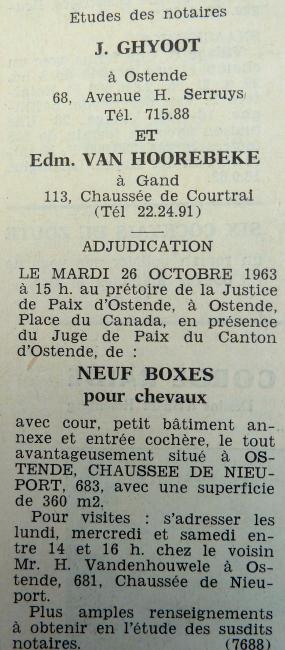 Etudes des notaires
J. GHYOOT
à Ostende
68, Avenue H. Serruys
Tél. 715.88
ET
Edm. VAN HOOREBEKE
à Gand
113, Chaussée de Courtrai
(Tél 22.24.91)
ADJUDICATION
LE MARDI 26 OCTOBRE 1963
à 15 h. au prétoire de la Justice
de Paix d'Ostende, à Ostende,
Place du Canada, en présence
du Juge de Paix du Canton
d'Ostende, de :
NEUF BOXES
pour chevaux
avec cour, petit bâtiment an-
nexe et entrée cochère, le tout
avantageusement situé à OS-
TENDE, CHAUSSEE DE NIEU-
PORT, 683, avec une superficie
de 360 m2.
Pour visites : s'adresser les
lundi, mercredi et samedi en-
tre 14 et 16 h. chez le voisin
Mr. H. Vandenhouwele à Os-
tende, 681, Chaussée de Nieu-
port.
Plus amples renseignements
à obtenir en l'étude des susdits
notaires. (7688)